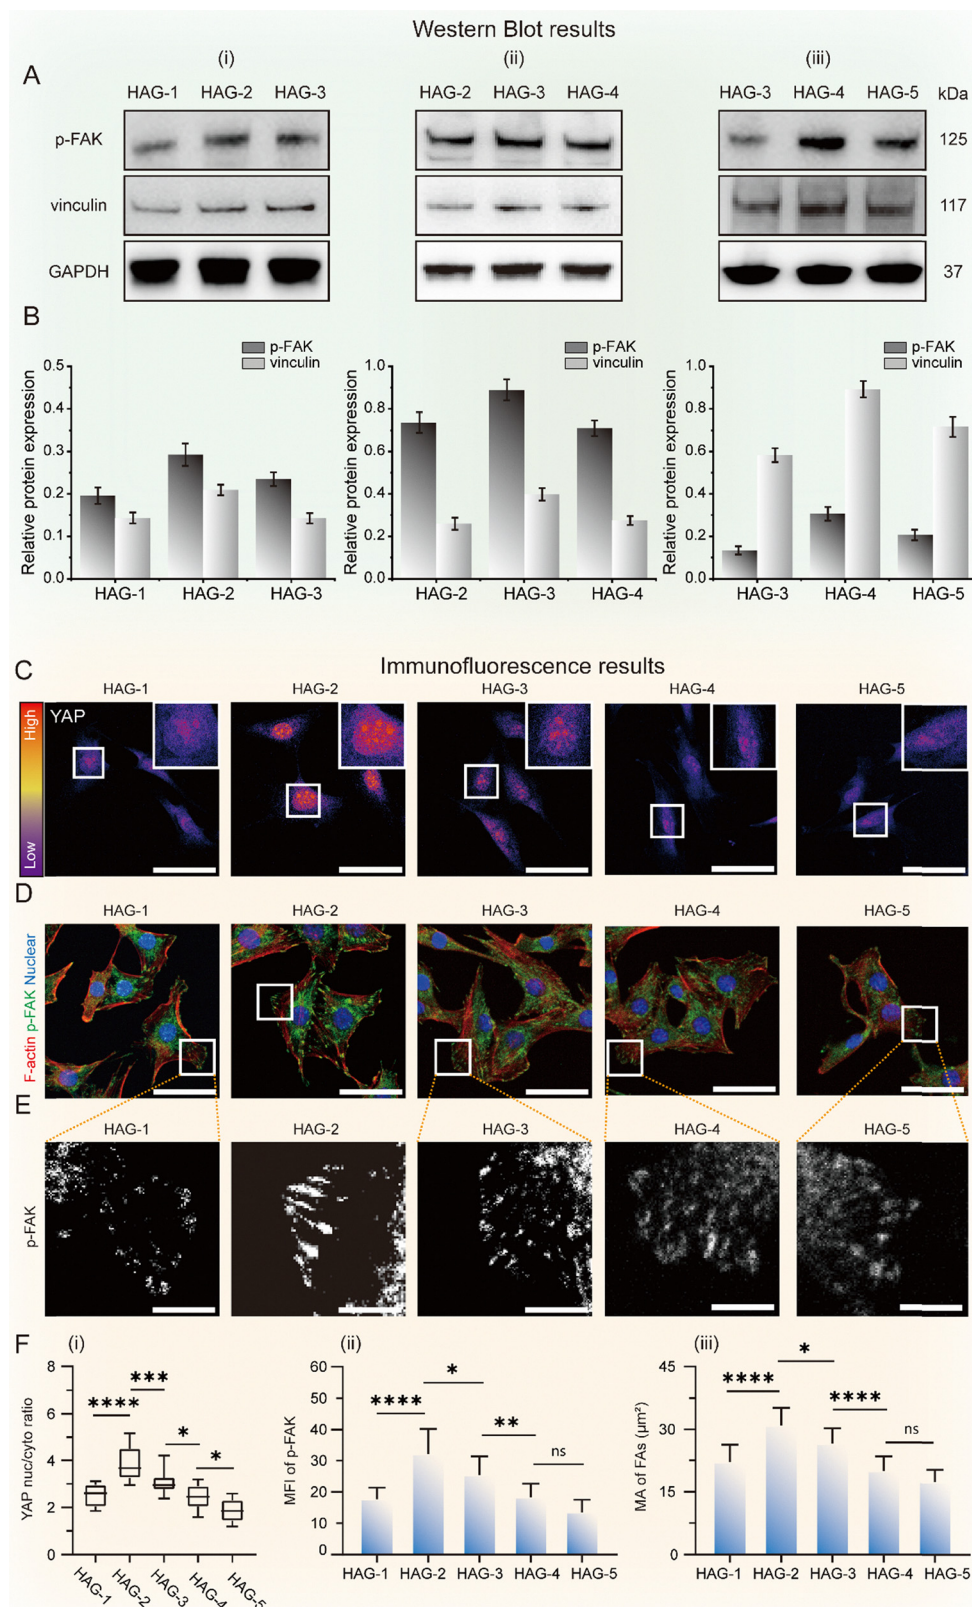 Western Blot results
(i) (ii) (iii)
A
HAG-1 HAG-2 HAG-3 HAG-2 HAG-3 HAG-4 HAG-3 HAG-4 HAG-5 kDa
p-FAK 125
vinculin 117
GAPDH 37
B
p-FAK p-FAK p-FAK
vinculin vinculin vinculin
Relative protein expression Relative protein expression Relative protein expression
0.5 1.0 1.0
0.8 0.8
0.3
0.2 0.4 0.4
0.1 0.2 0.2
0.0 0.0 0.0
HAG-1 HAG-2 HAG-3 HAG-2 HAG-3 HAG-4 HAG-3 HAG-4 HAG-5
Immunofluorescence results
C
HAG-1 HAG-2 HAG-3 HAG-4 HAG-5
High
Low
YAP
D
HAG-1 HAG-2 HAG-3 HAG-4 HAG-5
F-actin p-FAK Nuclear
E
HAG-1 HAG-2 HAG-3 HAG-4 HAG-5
p-FAK
F
(i) (ii) (iii)
YAP nuc/cyto ratio
8
6
4
2
0
**** *** * *
HAG-1 HAG-2 HAG-3 HAG-4 HAG-5
MFI of p-FAK
60
50
40
30
20
10
0
**** * ** ns
HAG-1 HAG-2 HAG-3 HAG-4 HAG-5
MA of FAs (μm²)
45
30
15
0
**** * **** ns
HAG-1 HAG-2 HAG-3 HAG-4 HAG-5